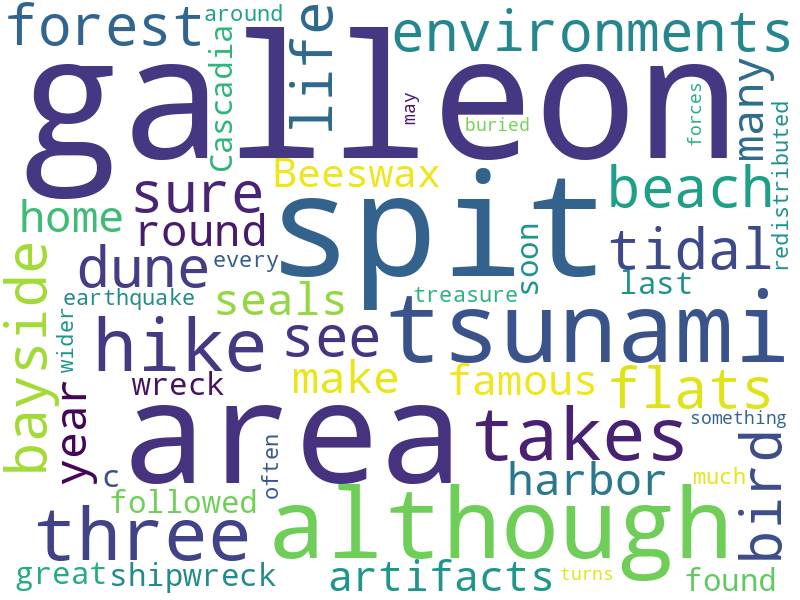 forest
around
Cascadia
life
environments
galleon
may
buried
forces
many
redistributed
Beeswax
sure
home
round
spit
beach
tidal
soon
dune
every
bayside
earthquake
seals
treasure
last
wider
hike
see
tsunami
wreck
make
famous
flats
year
area
takes
something
c
often
harbor
much
bird
followed
three
although
great
shipwreck
artifacts
turns
found